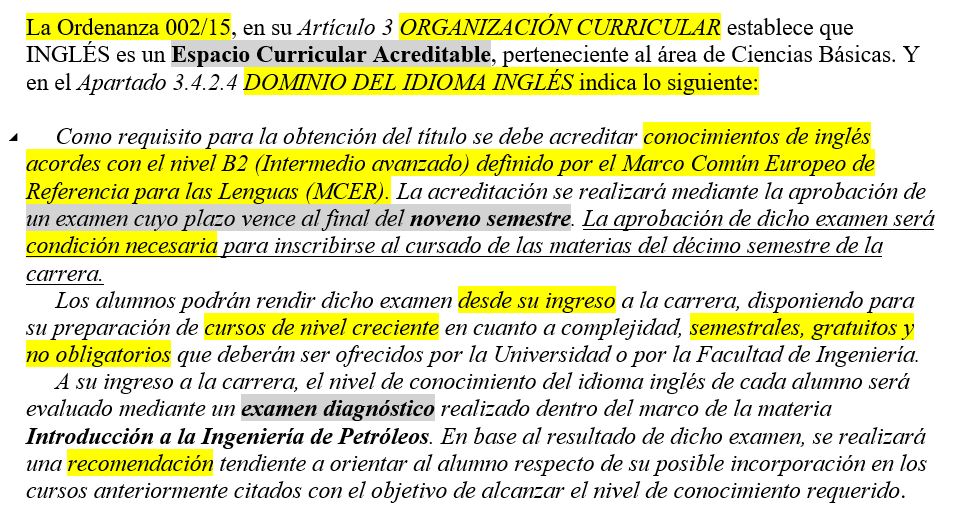 La Ordenanza 002/15, en su Artículo 3 ORGANIZACIÓN CURRICULAR establece que
INGLÉS es un Espacio Curricular Acreditable, perteneciente al área de Ciencias Básicas. Y
en el Apartado 3.4.2.4 DOMINIO DEL IDIOMA INGLÉS indica lo siguiente:
Como requisito para la obtención del título se debe acreditar conocimientos de inglés
acordes con el nivel B2 (Intermedio avanzado) definido por el Marco Común Europeo de
Referencia para las Lenguas (MCER). La acreditación se realizará mediante la aprobación de
un examen cuyo plazo vence al final del noveno semestre. La aprobación de dicho examen será
condición necesaria para inscribirse al cursado de las materias del décimo semestre de la
carrera.
Los alumnos podrán rendir dicho examen desde su ingreso a la carrera, disponiendo para
su preparación de cursos de nivel creciente en cuanto a complejidad, semestrales, gratuitos y
no obligatorios que deberán ser ofrecidos por la Universidad o por la Facultad de Ingeniería.
A su ingreso a la carrera, el nivel de conocimiento del idioma inglés de cada alumno será
evaluado mediante un examen diagnóstico realizado dentro del marco de la materia
Introducción a la Ingeniería de Petróleos. En base al resultado de dicho examen, se realizará
una recomendación tendiente a orientar al alumno respecto de su posible incorporación en los
cursos anteriormente citados con el objetivo de alcanzar el nivel de conocimiento requerido.